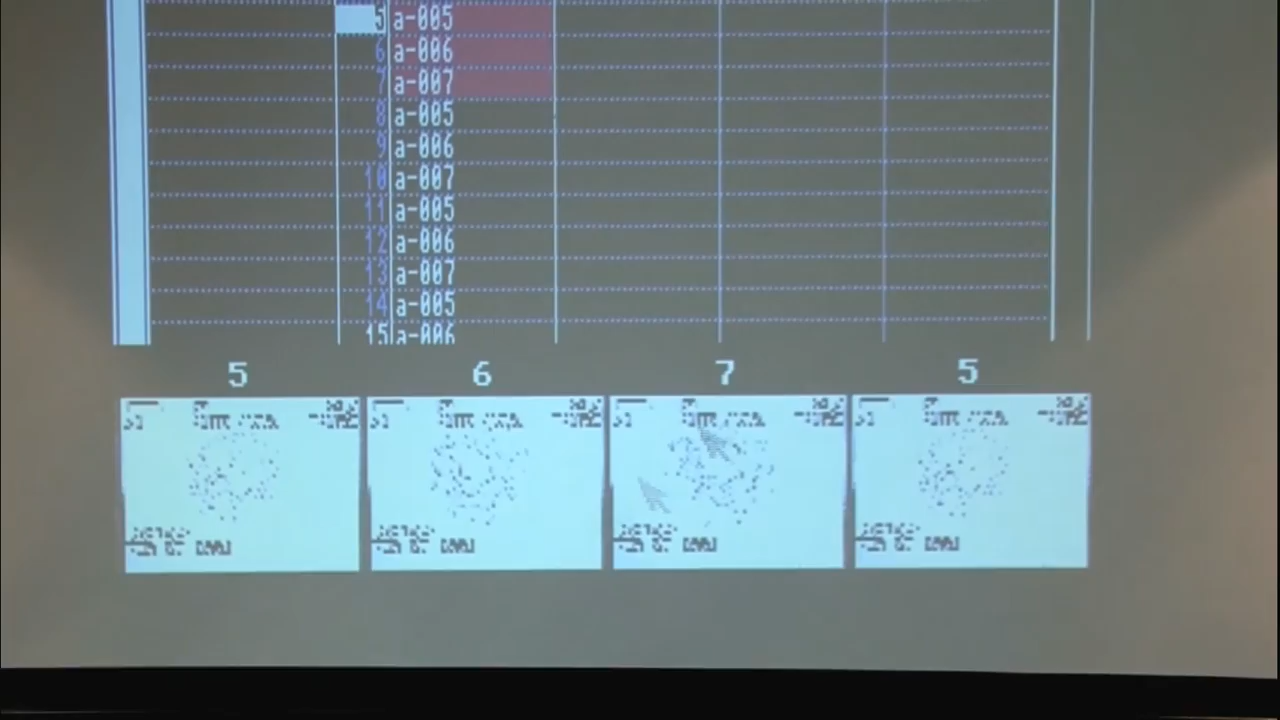 5 a-005
6 a-006
7 a-007
8 a-005
9 a-006
10 a-007
11 a-005
12 a-006
13 a-007
14 a-005
15 a-006
5 6 7 5